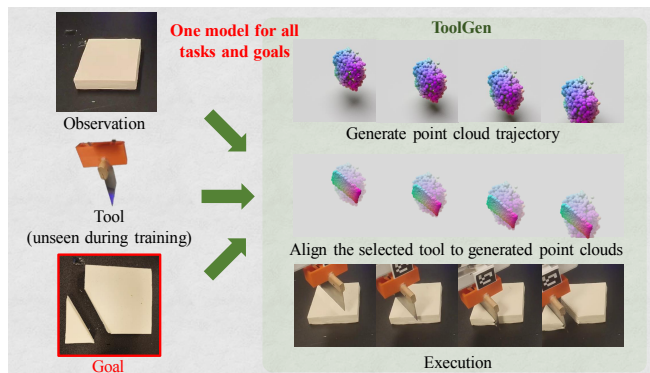 One model for all
tasks and goals
ToolGen
Observation
Tool
(unseen during training)
Goal
Generate point cloud trajectory
Align the selected tool to generated point clouds
Execution